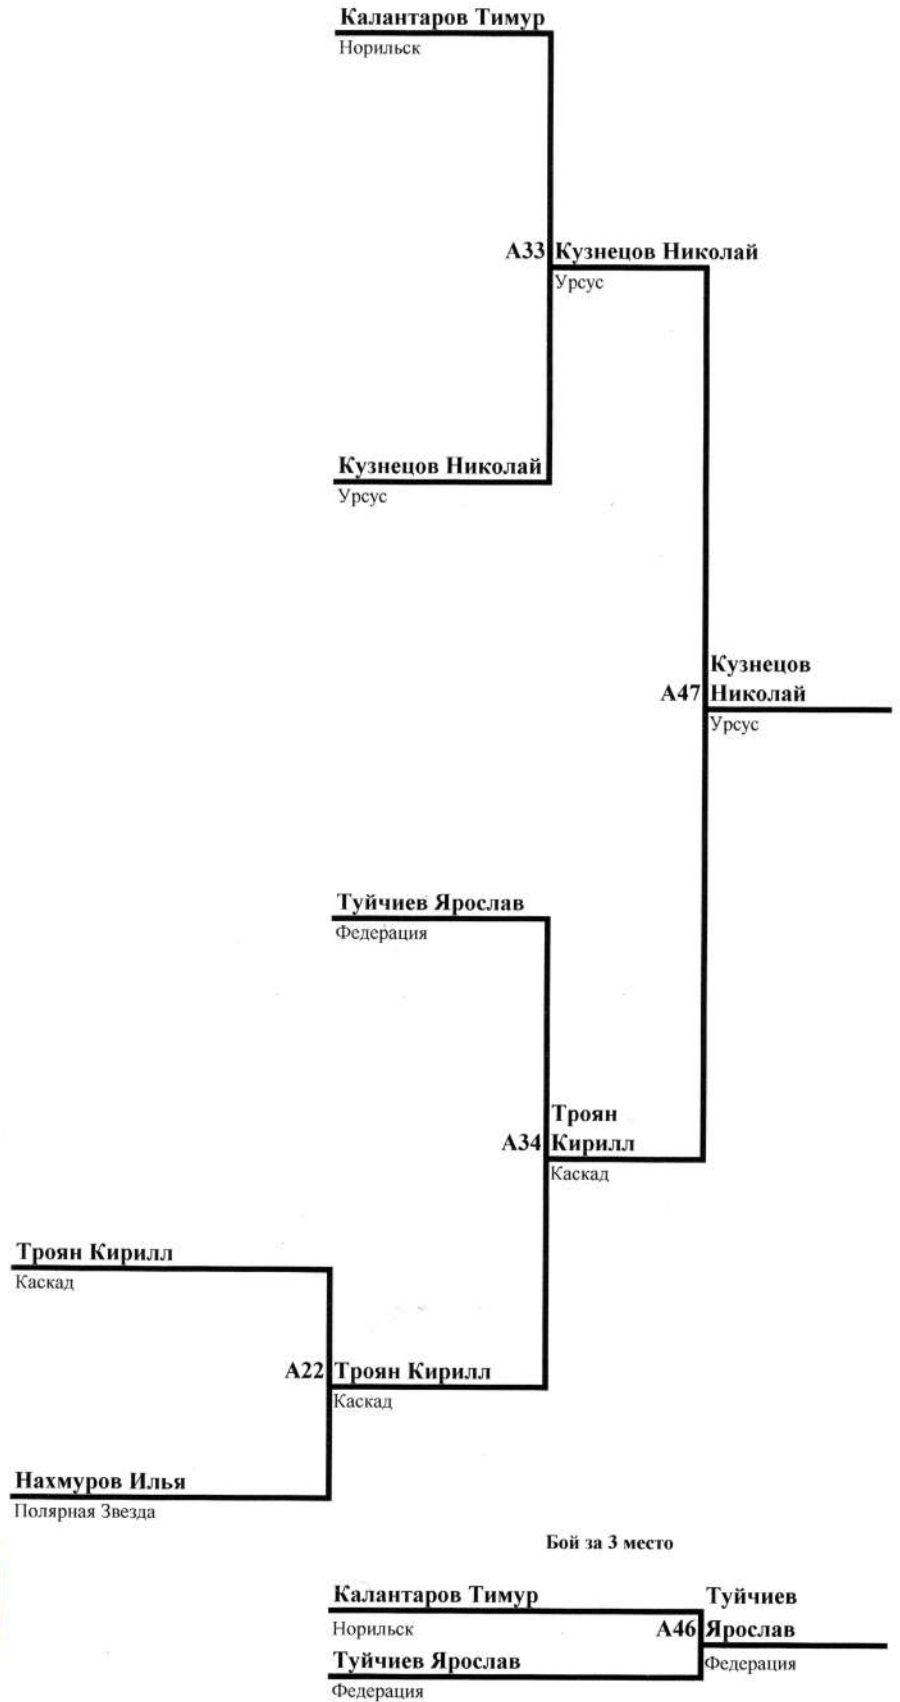 Калантаров Тимур
Норильск
А33 Кузнецов Николай
Урсус
Кузнецов Николай
Урсус
Кузнецов
А47 Николай
Урсус
Туйчиев Ярослав
Федерация
Троян
А34 Кирилл
Каскад
Троян Кирилл
Каскад
А22 Троян Кирилл
Каскад
Нахмуров Илья
Полярная Звезда
Бой за 3 место
Калантаров Тимур Туйчиев
Норильск А46 Ярослав
Туйчиев Ярослав Федерация
Федерация